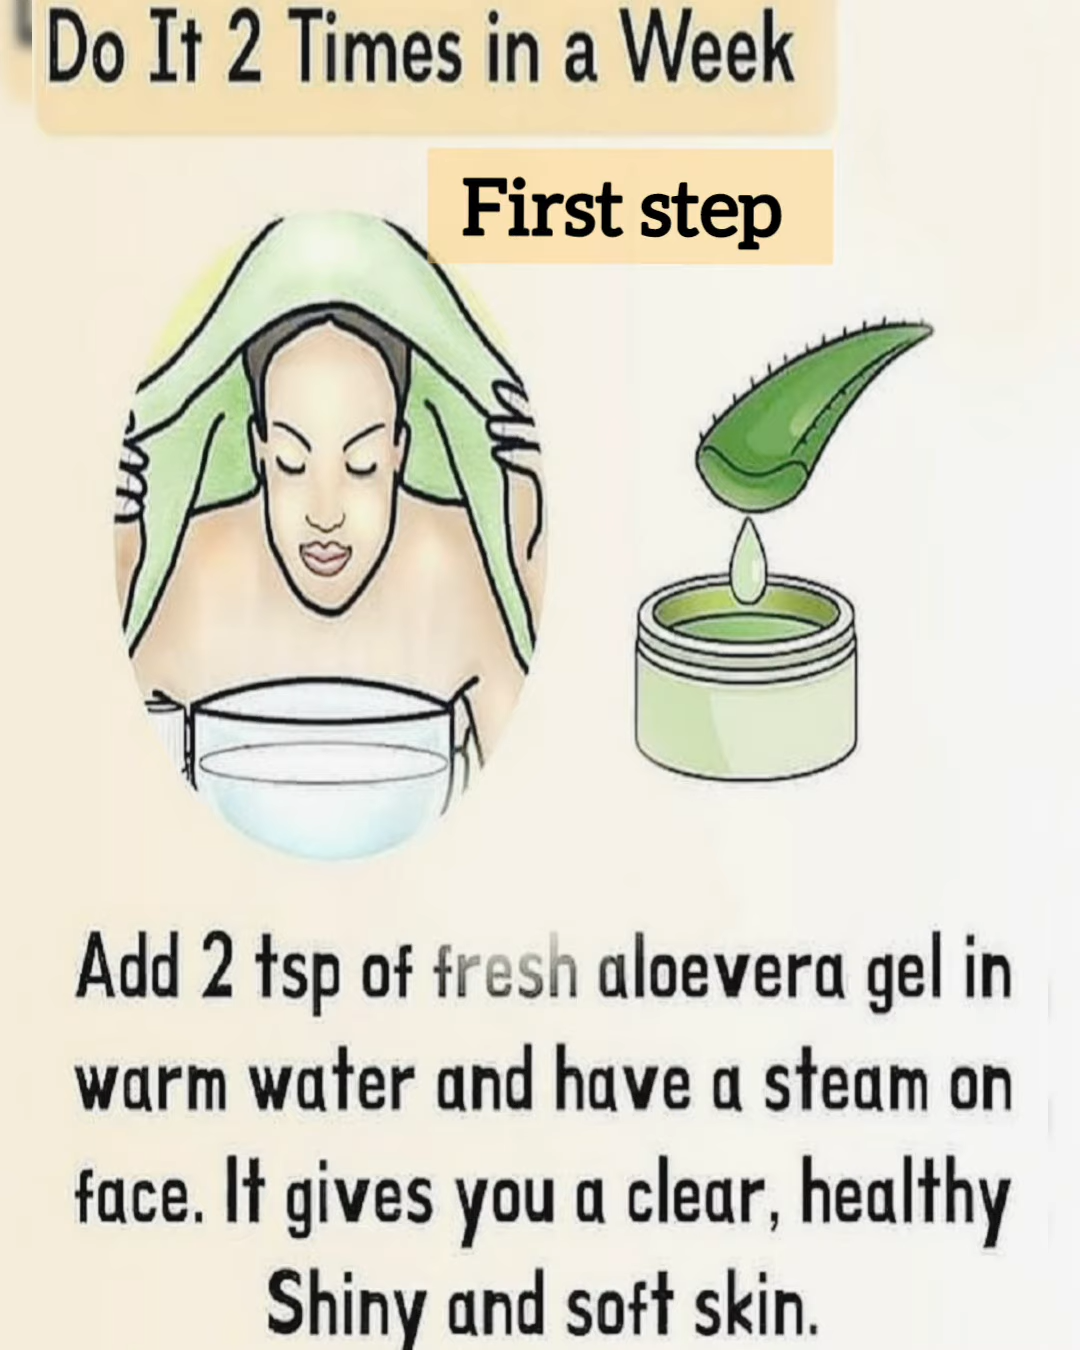 Do It 2 Times in a Week
First step
Add 2 tsp of fresh aloevera gel in
warm water and have a steam on
face. It gives you a clear, healthy
Shiny and soft skin.